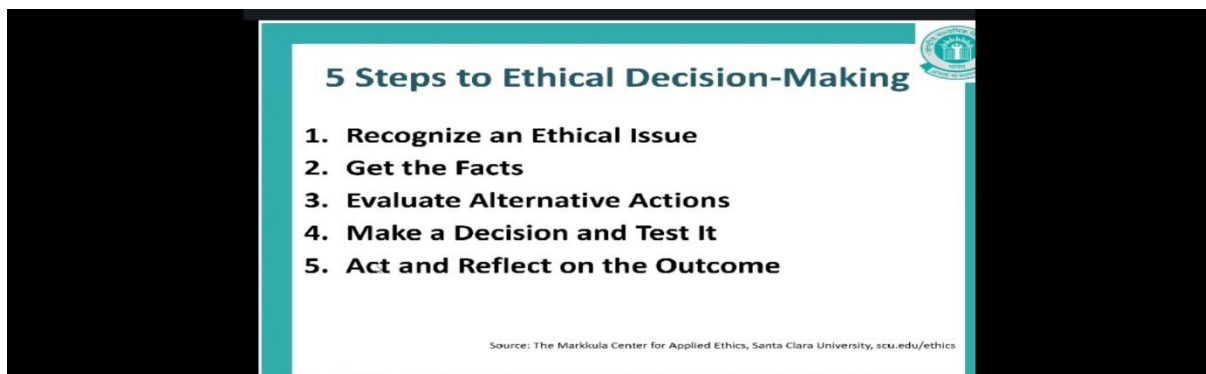 5 Steps to Ethical Decision-Making
1. Recognize an Ethical Issue
2. Get the Facts
3. Evaluate Alternative Actions
4. Make a Decision and Test It
5. Act and Reflect on the Outcome
Source: The Markkula Center for Applied Ethics, Santa Clara University, scu.edu/ethics